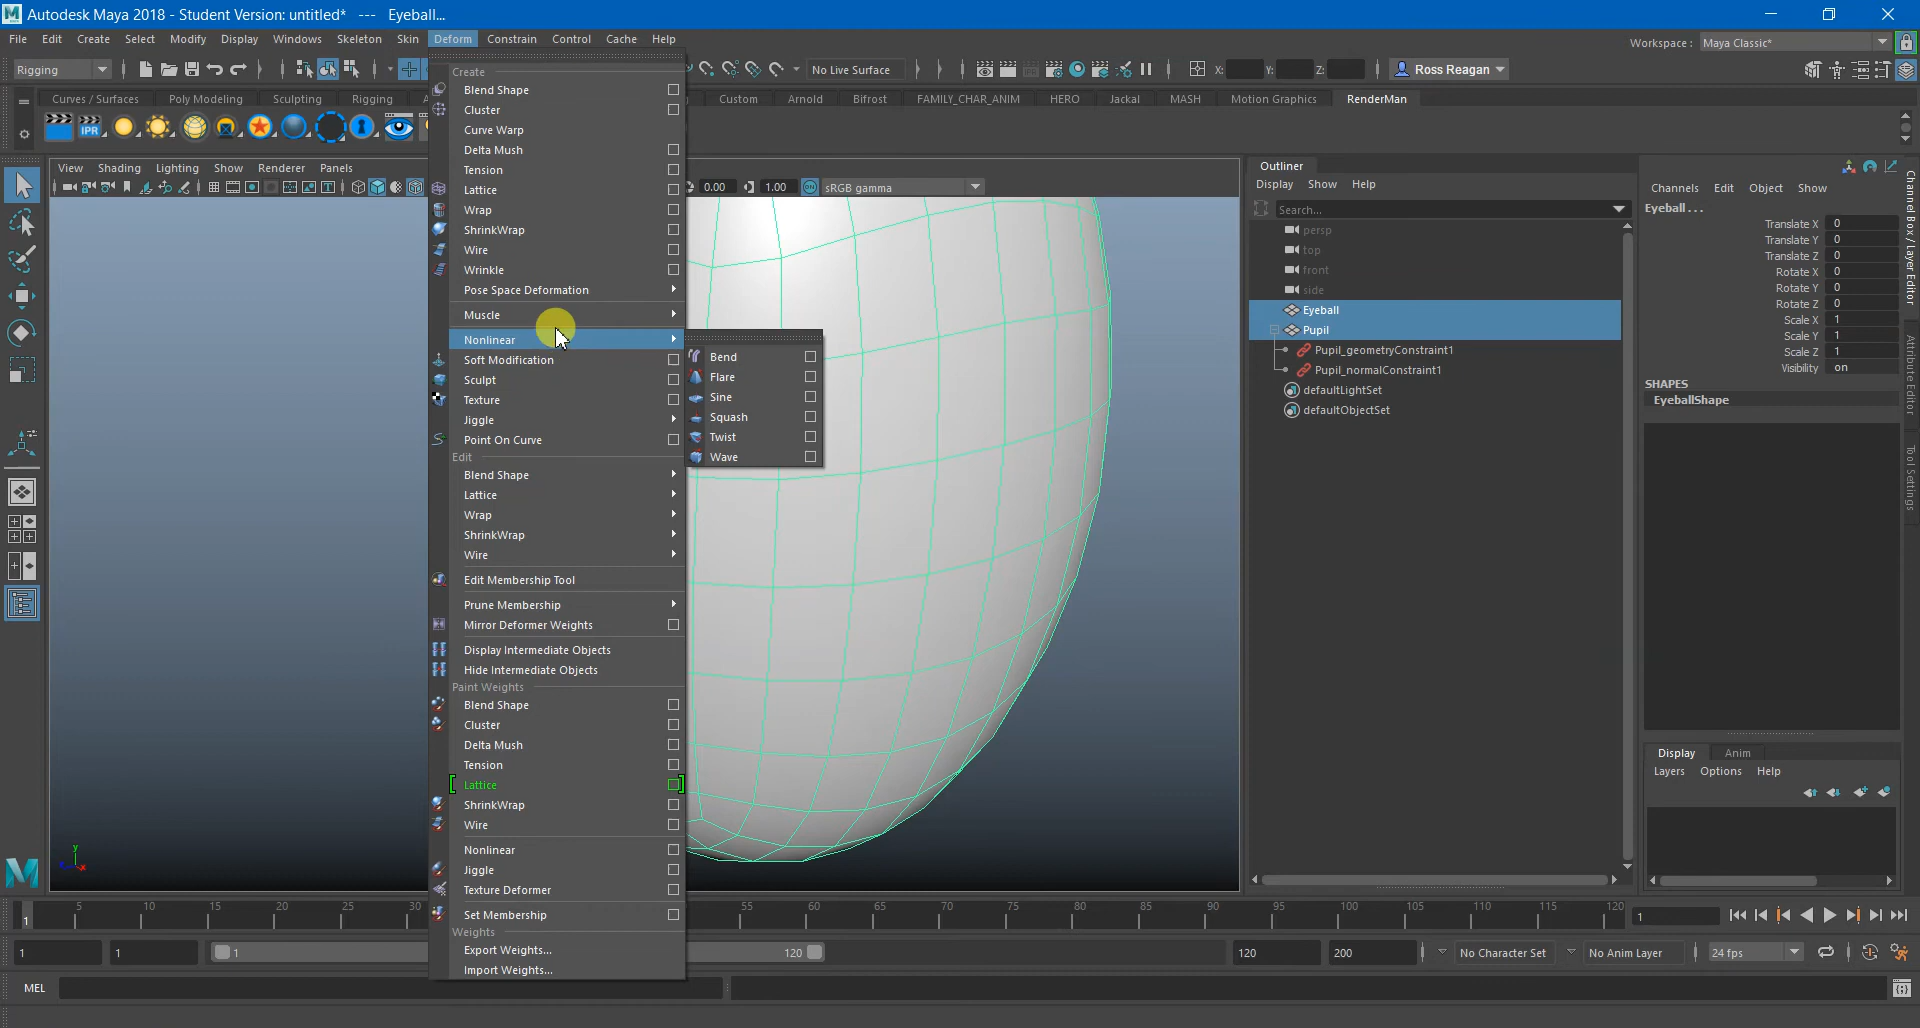 Autodesk Maya 2018 - Student Version: untitled* --- Eyeball...
File Edit Create Select Modify Display Windows Skeleton Skin Deform Constrain Control Cache Help
Workspace : Maya Classic*
Rigging
No Live Surface
X: Y: Z:
Ross Reagan
Curves / Surfaces Poly Modeling Sculpting Rigging
Custom Arnold Bifrost FAMILY_CHAR_ANIM HERO Jackal MASH Motion Graphics RenderMan
IPR
View Shading Lighting Show Renderer Panels
0.00 1.00 sRGB gamma
Create
Blend Shape
Cluster
Curve Warp
Delta Mush
Tension
Lattice
Wrap
ShrinkWrap
Wire
Wrinkle
Pose Space Deformation
Muscle
Nonlinear
Soft Modification
Sculpt
Texture
Jiggle
Point On Curve
Edit
Blend Shape
Lattice
Wrap
ShrinkWrap
Wire
Edit Membership Tool
Prune Membership
Mirror Deformer Weights
Display Intermediate Objects
Hide Intermediate Objects
Paint Weights
Blend Shape
Cluster
Delta Mush
Tension
Lattice
ShrinkWrap
Wire
Nonlinear
Jiggle
Texture Deformer
Set Membership
Weights
Export Weights...
Import Weights...
Bend
Flare
Sine
Squash
Twist
Wave
Outliner
Display Show Help
Search...
persp
top
front
side
Eyeball
Pupil
Pupil_geometryConstraint1
Pupil_normalConstraint1
defaultLightSet
defaultObjectSet
Channels Edit Object Show
Eyeball . . .
Translate X 0
Translate Y 0
Translate Z 0
Rotate X 0
Rotate Y 0
Rotate Z 0
Scale X 1
Scale Y 1
Scale Z 1
Visibility on
SHAPES
EyeballShape
Channel Box / Layer Editor
Attribute Editor
Tool Settings
Display Anim
Layers Options Help
y
x
1 5 10 15 20 25 30 55 60 65 70 75 80 85 90 95 100 105 110 115 120
1
1 1 1 120 120 200 No Character Set No Anim Layer 24 fps
MEL